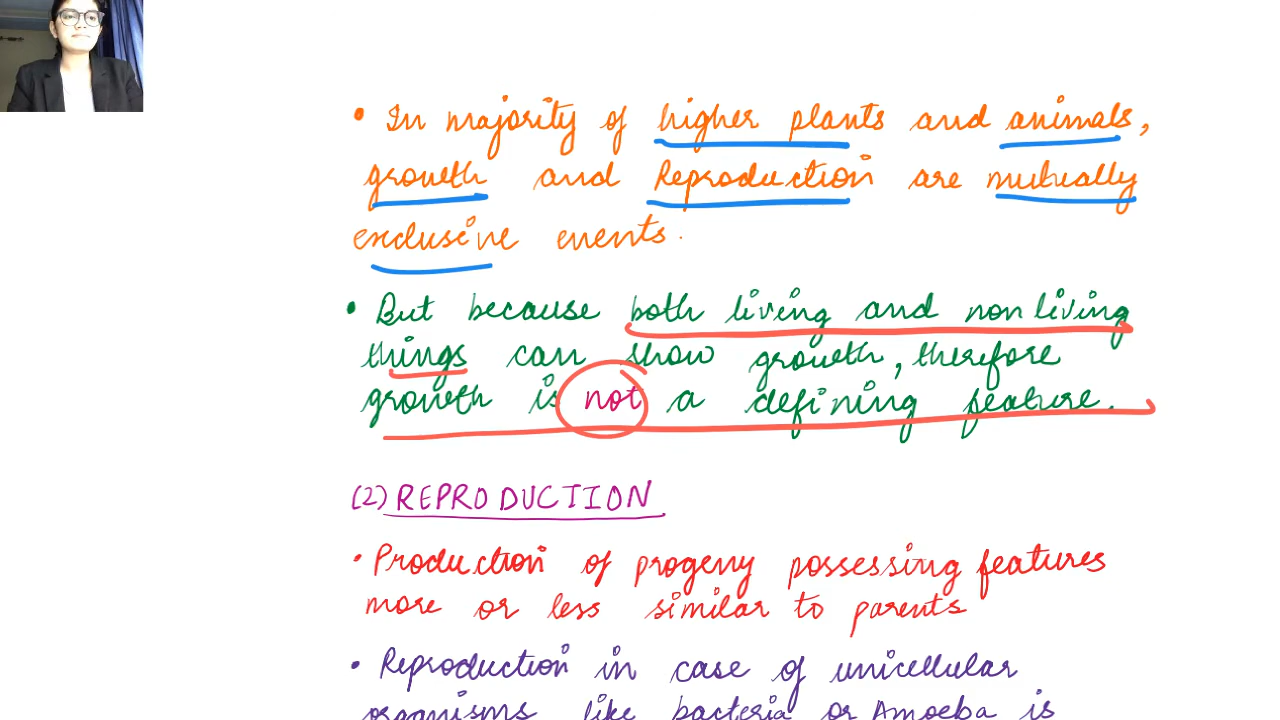 • In majority of higher plants and animals,
growth and Reproduction are mutually
exclusive events.
• But because both living and non living
things can show growth, therefore
growth is not a defining feature.
(2) REPRODUCTION
• Production of progeny possessing features
more or less similar to parents
• Reproduction in case of unicellular
organisms like bacteria or Amoeba is